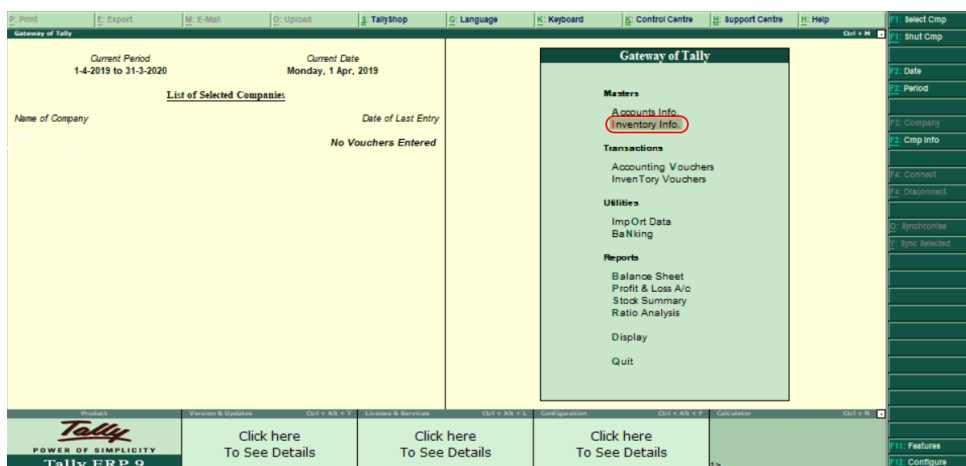 P: Print E: Export M: E-Mail O: Upload S: TallyShop G: Language K: Keyboard K: Control Centre H: Support Centre H: Help F1: Select Cmp
Gateway of Tally Ctrl + M F1: Shut Cmp
Current Period Current Date
1-4-2019 to 31-3-2020 Monday, 1 Apr, 2019
List of Selected Companies
Name of Company Date of Last Entry
No Vouchers Entered
Gateway of Tally
Masters
Accounts Info.
Inventory Info.
Transactions
Accounting Vouchers
InvenTory Vouchers
Utilities
ImpOrt Data
BaNking
Reports
Balance Sheet
Profit & Loss A/c
Stock Summary
Ratio Analysis
Display
Quit
F2: Date
F2: Period
F3: Company
F3: Cmp Info
F4: Connect
F4: Disconnect
O: Synchronise
Y: Sync Selected
F11: Features
F12: Configure
Product Version & Updates Ctrl + Alt + T License & Services Ctrl + Alt + L Configuration Ctrl + Alt + F Calculator Ctrl + N
Tally
POWER OF SIMPLICITY
Tally ERP 9
Click here
To See Details
Click here
To See Details
Click here
To See Details
1>